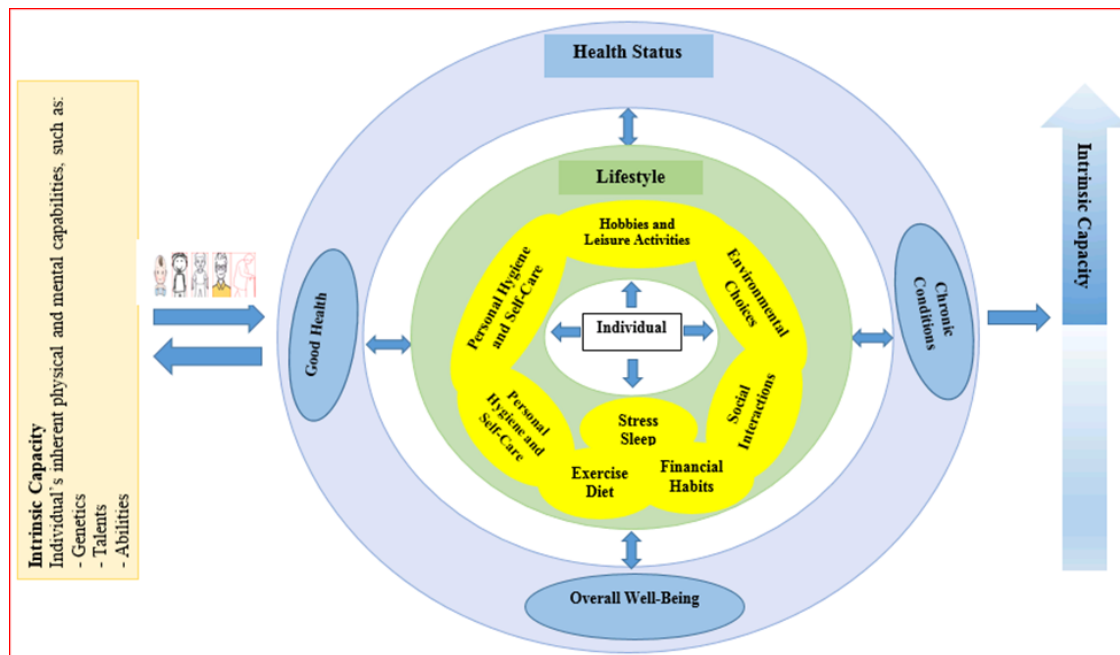 Intrinsic Capacity
Individual's inherent physical and mental capabilities, such as:
- Genetics
- Talents
- Abilities
Health Status
Lifestyle
Hobbies and
Leisure Activities
Personal Hygiene
and Self-Care
Environmental
Choices
Individual
Good Health
Chronic
Conditions
Personal
Hygiene and
Self-Care
Stress
Sleep
Social
Interactions
Exercise
Diet
Financial
Habits
Overall Well-Being
Intrinsic Capacity